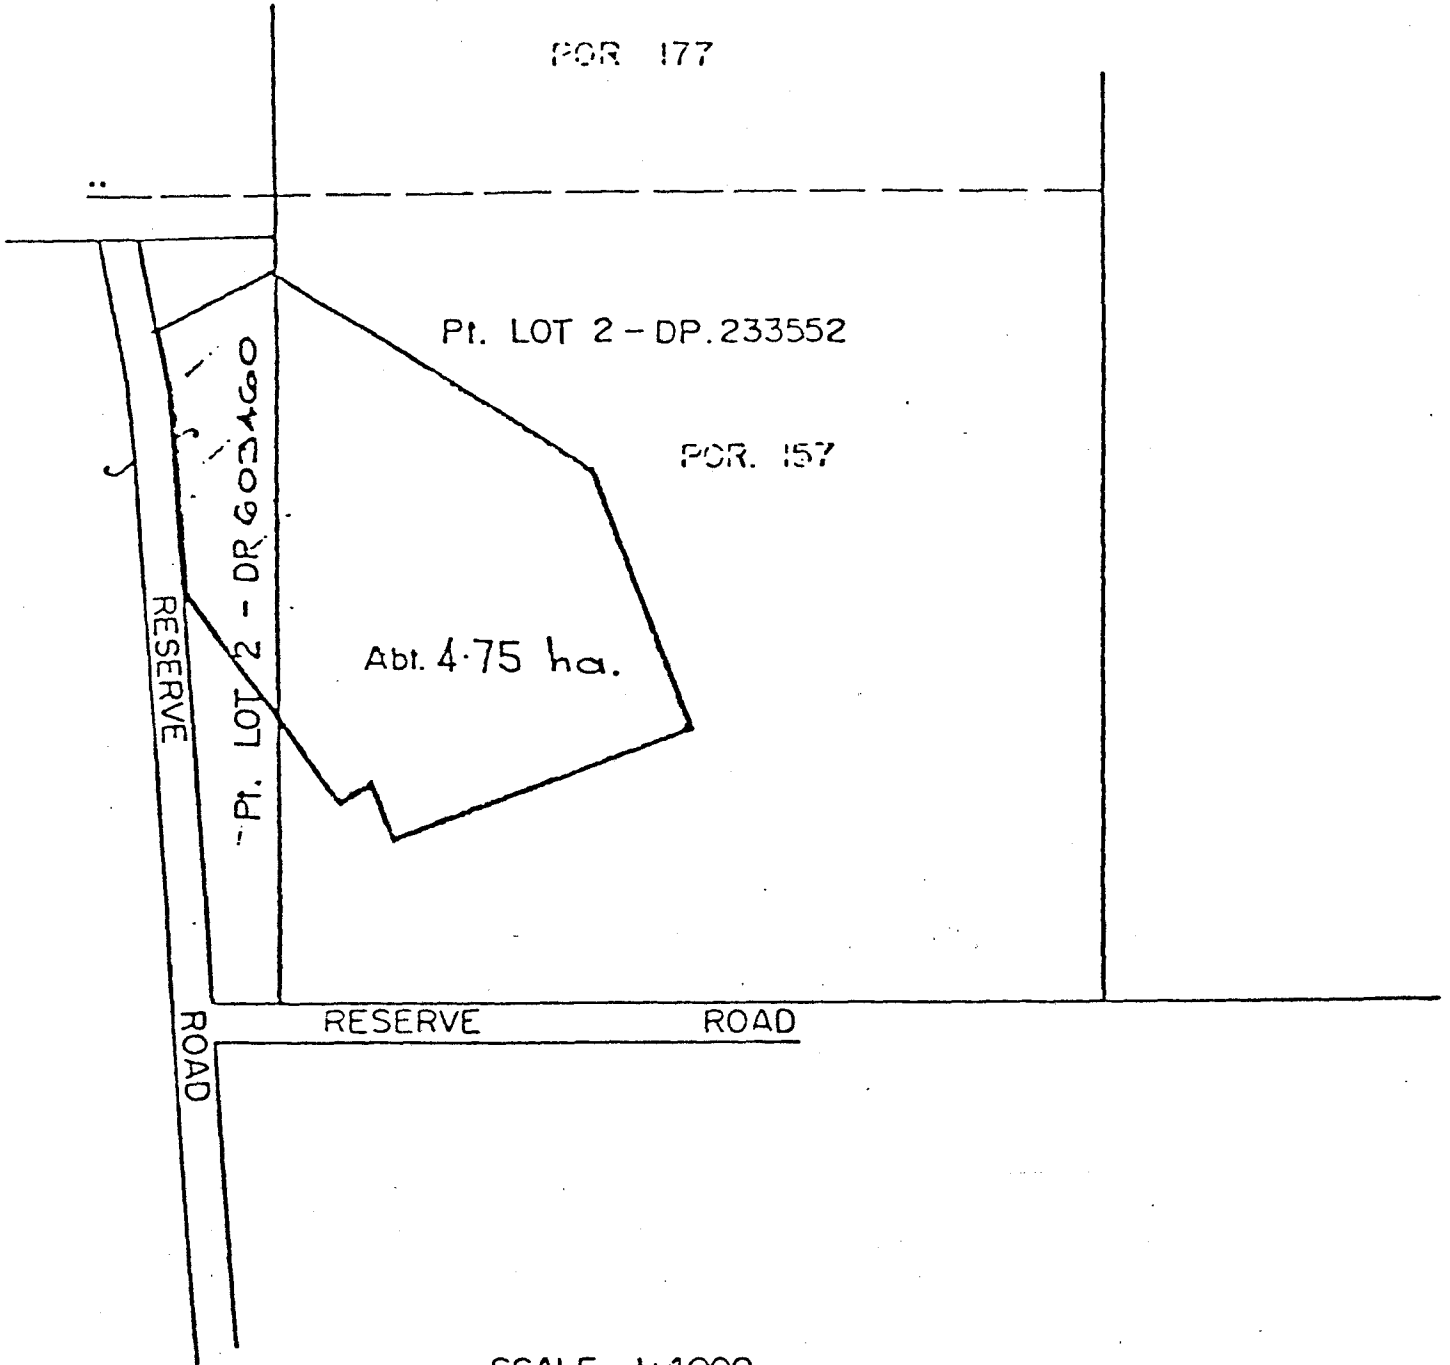 POR 177
Pt. LOT 2 - DP. 233552
POR. 157
Pt. LOT 2 - DP. 603460
Abt. 4·75 ha.
RESERVE
ROAD
RESERVE ROAD